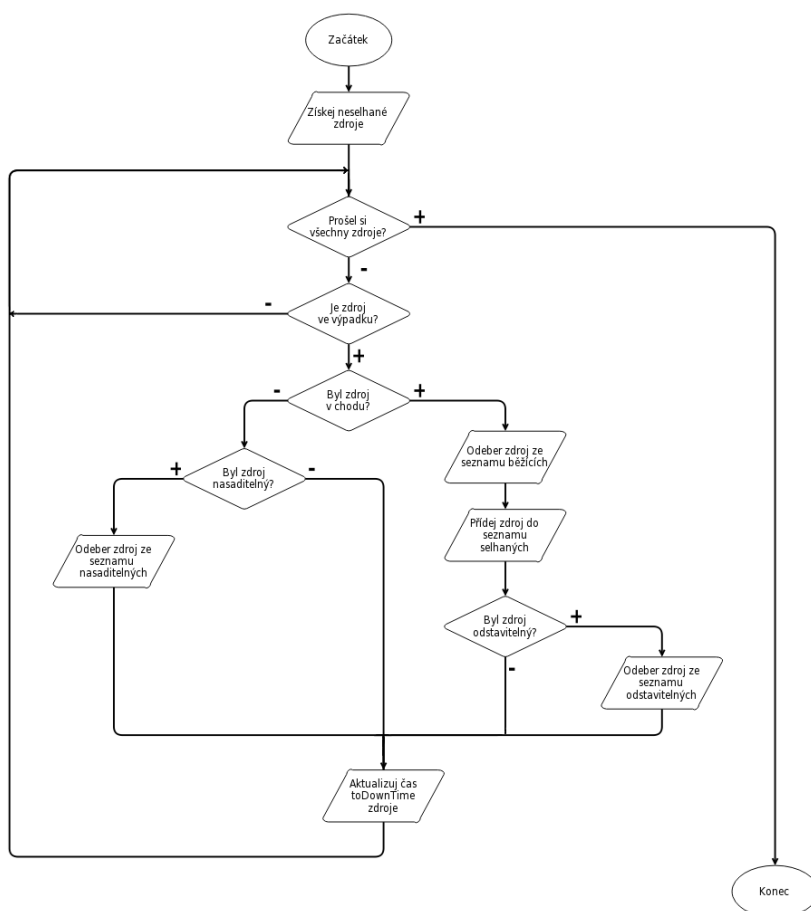 Začátek
Získej neselhané
zdroje
Prošel si
všechny zdroje?
+
-
Je zdroj
ve výpadku?
-
+
Byl zdroj
v chodu?
-
+
Odeber zdroj ze
seznamu běžících
Byl zdroj
nasaditelný?
+
-
Přídej zdroj do
seznamu
selhaných
Odeber zdroj ze
seznamu
nasaditelných
Byl zdroj
odstavitelný?
+
-
Odeber zdroj ze
seznamu
odstavitelných
Aktualizuj čas
toDownTime
zdroje
Konec